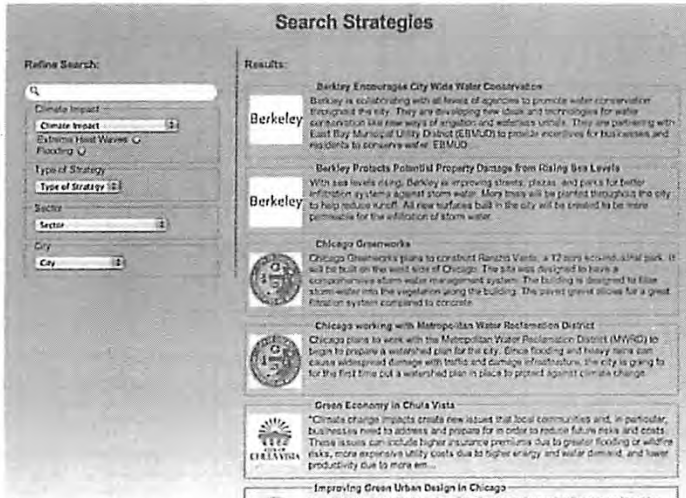 Search Strategies
Refine Search:
Climate Impact
Climate Impact
Extreme Heat Waves
Flooding
Type of Strategy
Type of Strategy
Sector
Sector
City
City
Results:
Berkley Encourages City Wide Water Conservation
Berkeley
Berkley is collaborating with all levels of agencies to promote water conservation
throughout the city. They are developing new ideas and technologies for water
conservation like new ways of irrigation and waterless urinals. They are partnering with
East Bay Municipal Utility District (EBMUD) to provide incentives for businesses and
residents to conserve water. EBMUD
Berkley Protects Potential Property Damage from Rising Sea Levels
Berkeley
With sea levels rising, Berkley is improving streets, plazas, and parks for better
infiltration systems against storm water. More trees will be planted throughout the city
to help reduce runoff. All new surfaces built in the city will be created to be more
permeable for the infiltration of storm water.
Chicago Greenworks
Chicago Greenworks plans to construct Rancho Verde, a 12 acre eco-industrial park. It
will be built on the west side of Chicago. The site was designed to have a
comprehensive storm-water management system. The building is designed to filter
storm-water into the vegetation along the building. The paved gravel allows for a great
filtration system compared to concrete.
Chicago working with Metropolitan Water Reclamation District
Chicago plans to work with the Metropolitan Water Reclamation District (MWRD) to
begin to prepare a watershed plan for the city. Since flooding and heavy rains can
cause widespread damage with traffic and damage infrastructure, the city is going to
for the first time put a watershed plan in place to protect against climate change.
Green Economy in Chula Vista
CITY OF
CHULA VISTA
"Climate change impacts create new issues that local communities and, in particular,
businesses need to address and prepare for in order to reduce future risks and costs.
These issues can include higher insurance premiums due to greater flooding or wildfire
risks, more expensive utility costs due to higher energy and water demand, and lower
productivity due to more em...
Improving Green Urban Design in Chicago